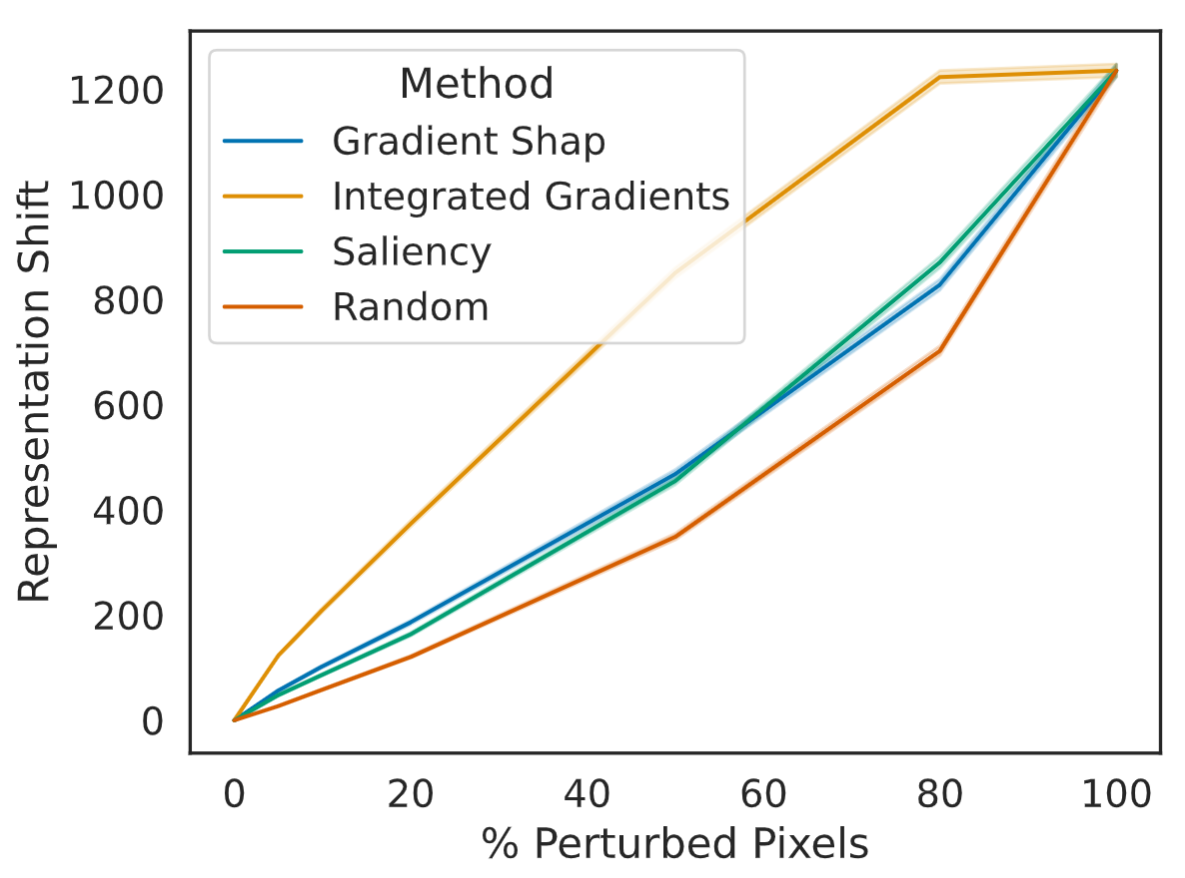 Method
Gradient Shap
Integrated Gradients
Saliency
Random
Representation Shift
1200
1000
800
600
400
200
0
0 20 40 60 80 100
% Perturbed Pixels